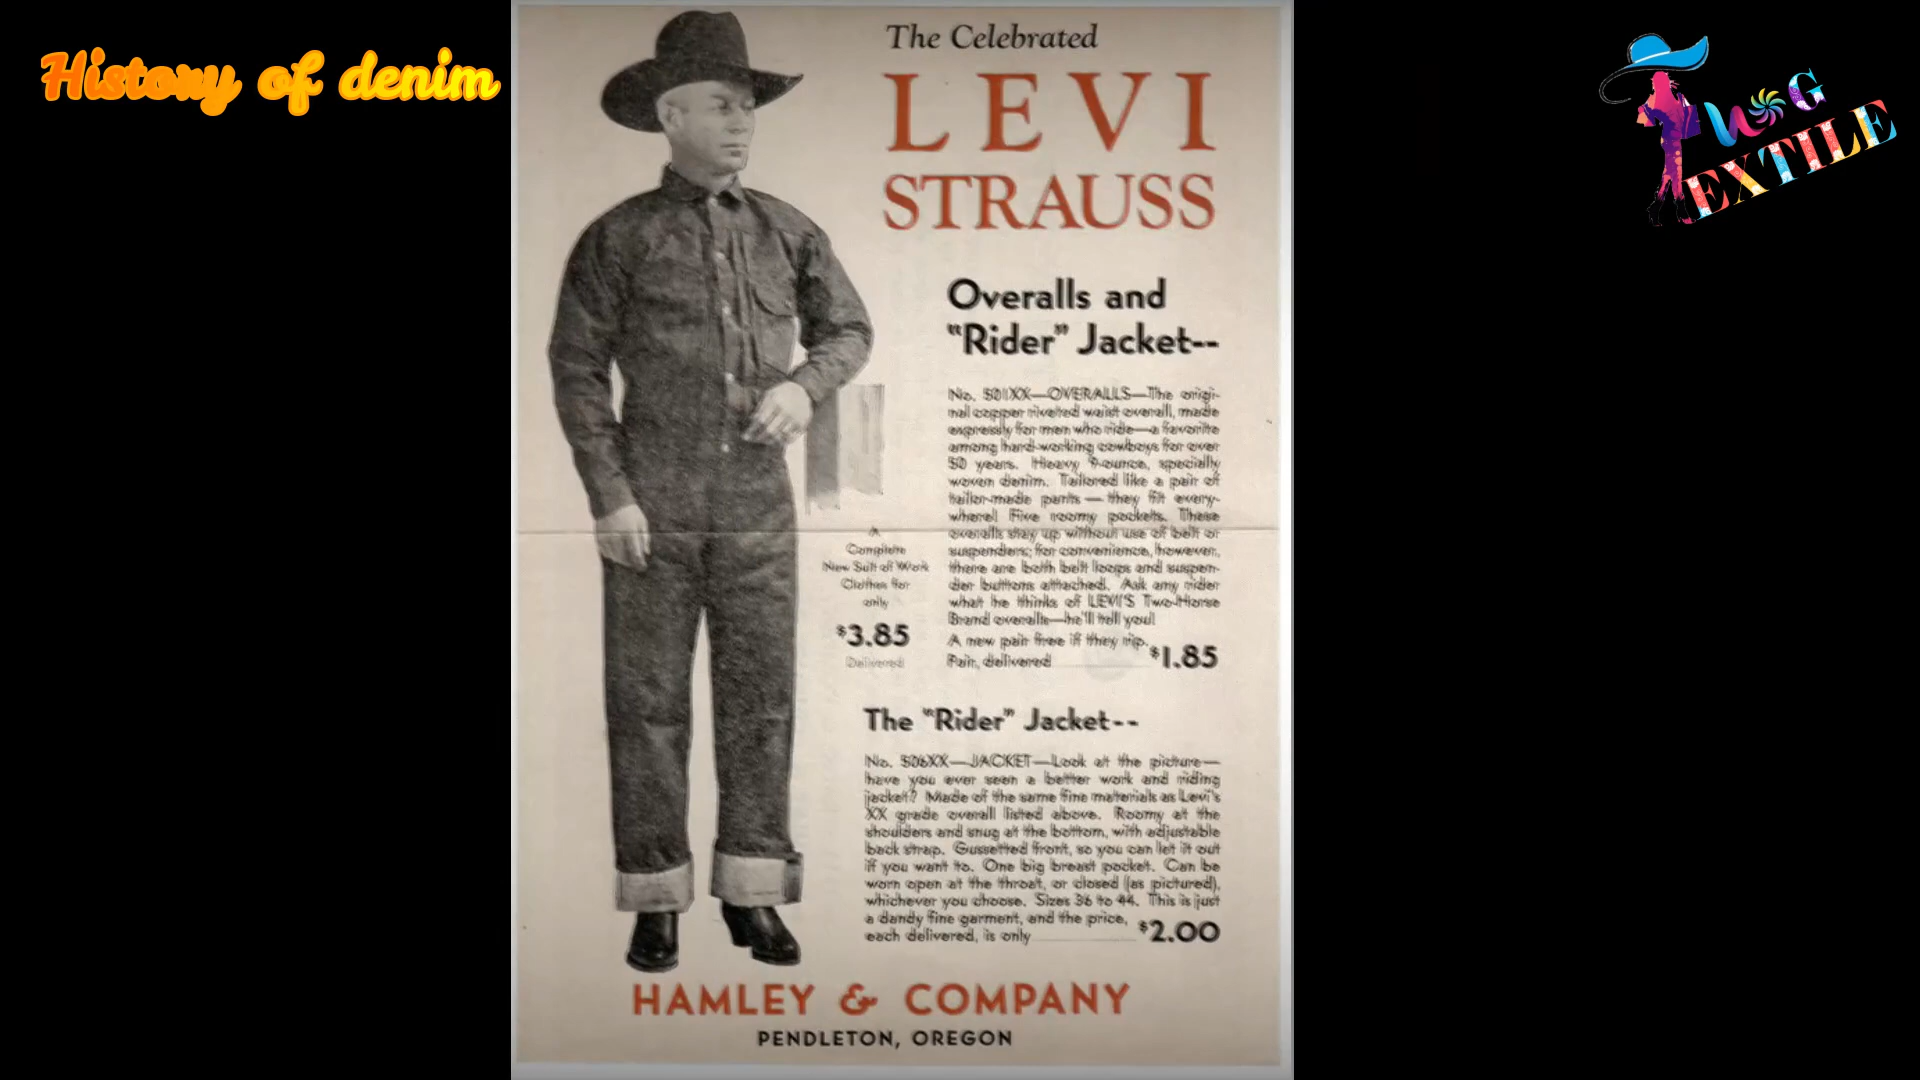 History of denim
The Celebrated
LEVI
STRAUSS
Overalls and
"Rider" Jacket--
No. 501XX—OVERALLS—The origi-
nal copper riveted waist overall, made
expressly for men who ride—a favorite
among hard-working cowboys for over
50 years. Heavy 9-ounce, specially
woven denim. Tailored like a pair of
tailor-made pants — they fit every-
where! Five roomy pockets. These
overalls stay up without use of belt or
suspenders; for convenience, however,
there are both belt loops and suspen-
der buttons attached. Ask any rider
what he thinks of LEVI'S Two-Horse
Brand overalls—he'll tell you!
A new pair free if they rip.
Pair, delivered $1.85
A
Complete
New Suit of Work
Clothes for
only
$3.85
Delivered
The "Rider" Jacket--
No. 506XX—JACKET—Look at the picture—
have you ever seen a better work and riding
jacket? Made of the same fine materials as Levi's
XX grade overall listed above. Roomy at the
shoulders and snug at the bottom, with adjustable
back strap. Gussetted front, so you can let it out
if you want to. One big breast pocket. Can be
worn open at the throat, or closed (as pictured),
whichever you choose. Sizes 36 to 44. This is just
a dandy fine garment, and the price,
each delivered, is only $2.00
HAMLEY & COMPANY
PENDLETON, OREGON
EXTILE